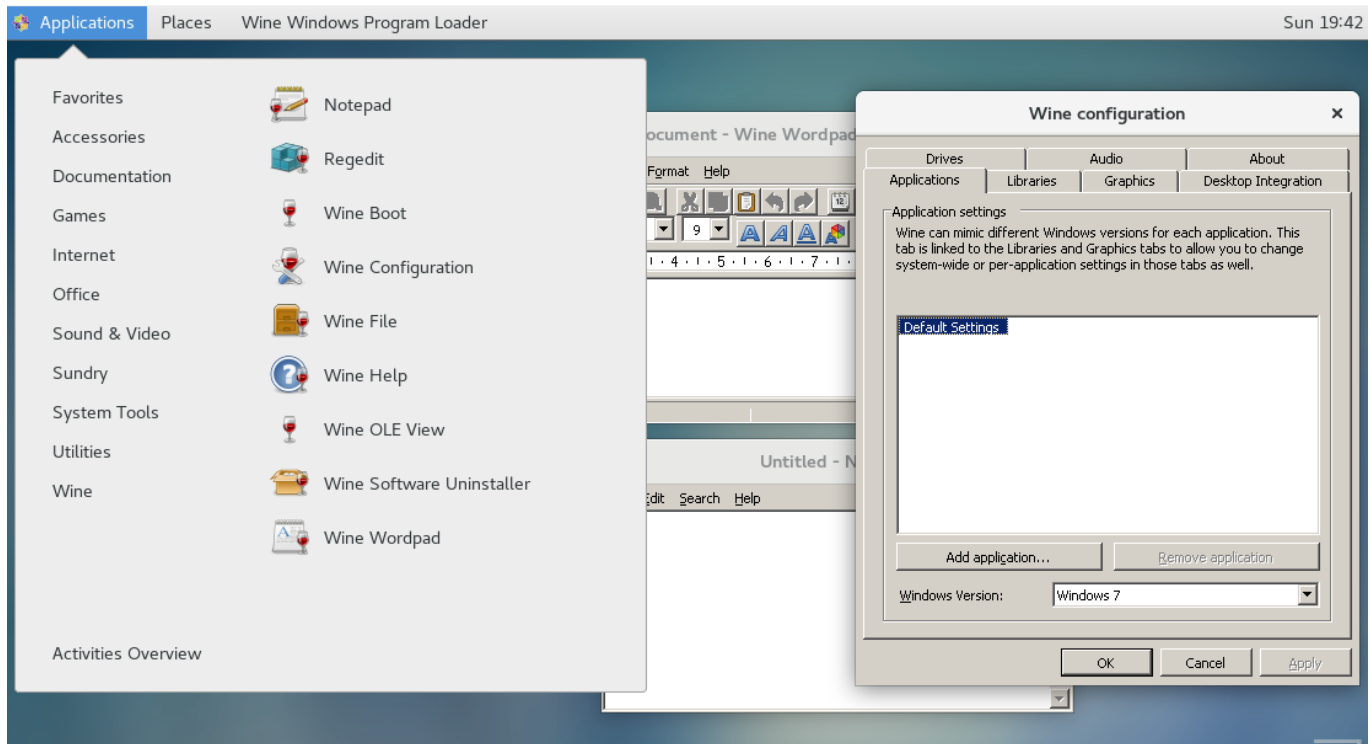 Applications Places Wine Windows Program Loader Sun 19:42
Favorites
Accessories
Documentation
Games
Internet
Office
Sound & Video
Sundry
System Tools
Utilities
Wine
Activities Overview
Notepad
Regedit
Wine Boot
Wine Configuration
Wine File
Wine Help
Wine OLE View
Wine Software Uninstaller
Wine Wordpad
ocument - Wine Wordpad
Format Help
9
4 5 6 7
Untitled - N
Edit Search Help
Wine configuration
Drives Audio About
Applications Libraries Graphics Desktop Integration
Application settings
Wine can mimic different Windows versions for each application. This
tab is linked to the Libraries and Graphics tabs to allow you to change
system-wide or per-application settings in those tabs as well.
Default Settings
Add application... Remove application
Windows Version: Windows 7
OK Cancel Apply